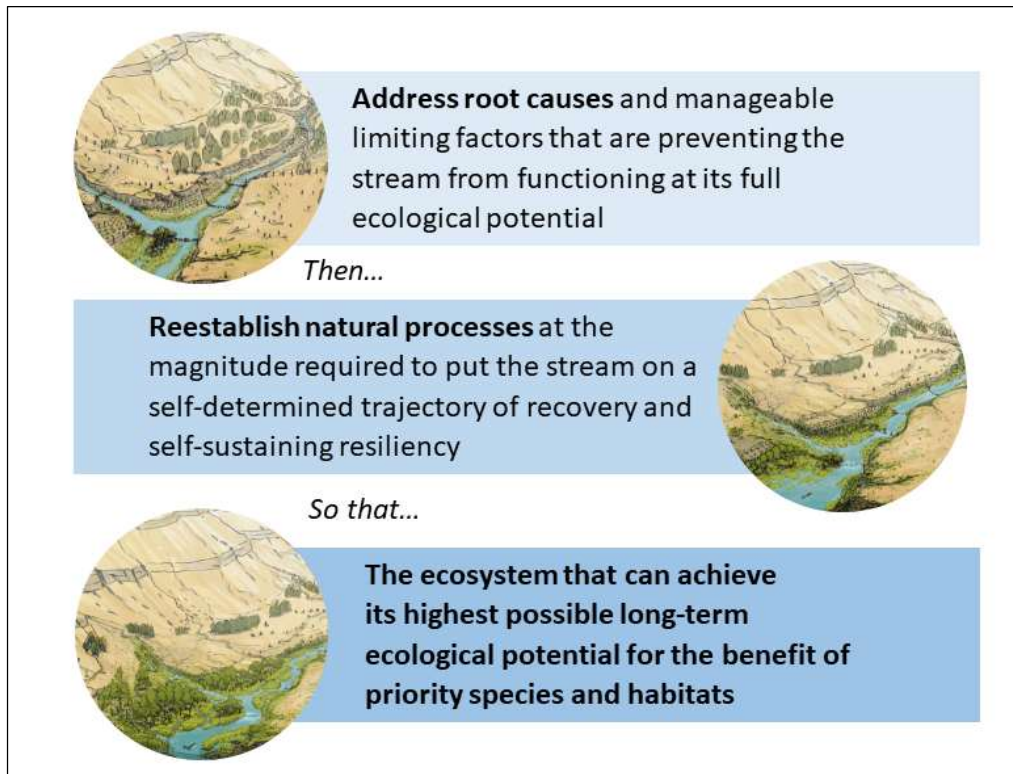 Address root causes and manageable
limiting factors that are preventing the
stream from functioning at its full
ecological potential
Then...
Reestablish natural processes at the
magnitude required to put the stream on a
self-determined trajectory of recovery and
self-sustaining resiliency
So that...
The ecosystem that can achieve
its highest possible long-term
ecological potential for the benefit of
priority species and habitats